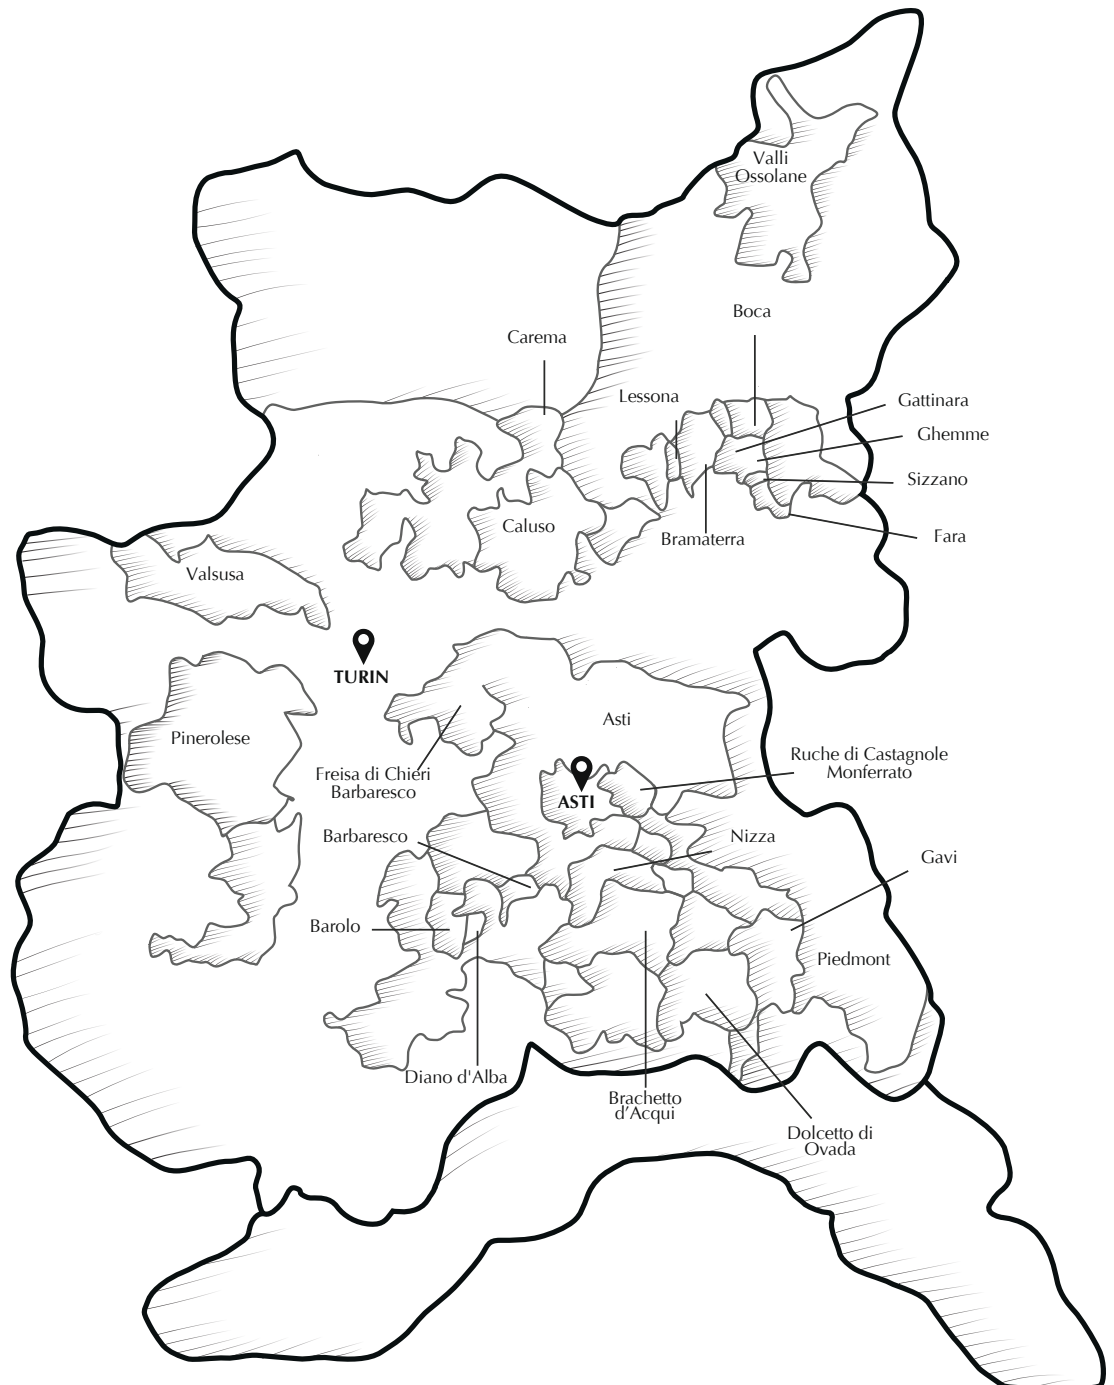 Valli
Ossolane
Boca
Carema
Lessona
Gattinara
Ghemme
Sizzano
Caluso
Bramaterra
Fara
Valsusa
TURIN
Asti
Pinerolese
Ruche di Castagnole
Monferrato
Freisa di Chieri
Barbaresco
ASTI
Barbaresco
Nizza
Gavi
Barolo
Piedmont
Diano d'Alba
Brachetto
d’Acqui
Dolcetto di
Ovada